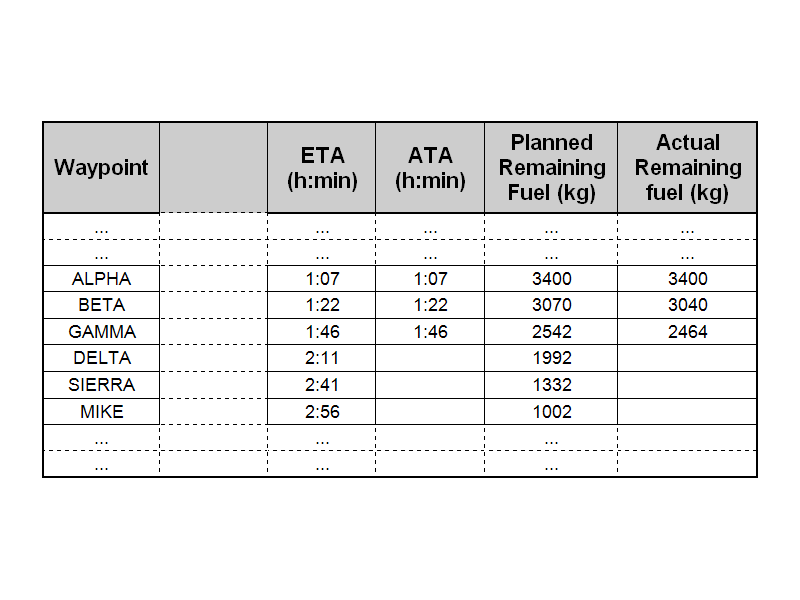 Waypoint ETA (h:min) ATA (h:min) Planned Remaining Fuel (kg) Actual Remaining fuel (kg)
... ... ... ... ...
... ... ... ... ...
ALPHA 1:07 1:07 3400 3400
BETA 1:22 1:22 3070 3040
GAMMA 1:46 1:46 2542 2464
DELTA 2:11 1992
SIERRA 2:41 1332
MIKE 2:56 1002
... ... ...
... ... ...